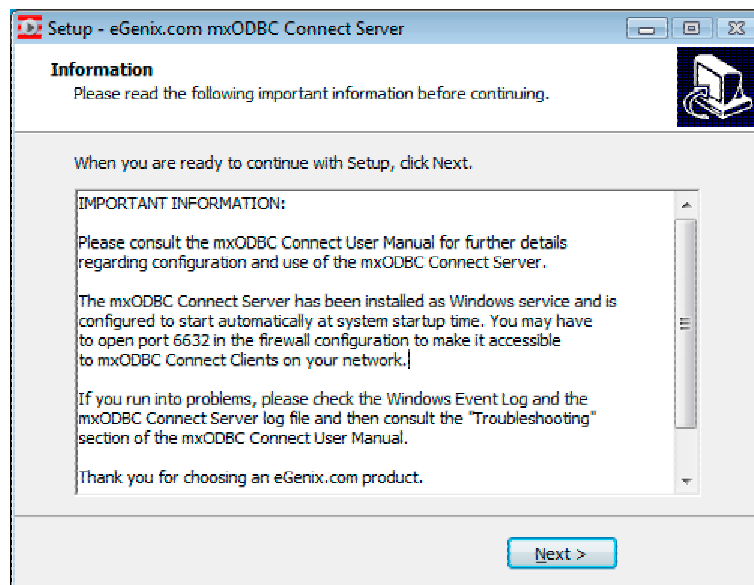 Setup - eGenix.com mxODBC Connect Server
Information
Please read the following important information before continuing.
When you are ready to continue with Setup, click Next.
IMPORTANT INFORMATION:
Please consult the mxODBC Connect User Manual for further details
regarding configuration and use of the mxODBC Connect Server.
The mxODBC Connect Server has been installed as Windows service and is
configured to start automatically at system startup time. You may have
to open port 6632 in the firewall configuration to make it accessible
to mxODBC Connect Clients on your network.
If you run into problems, please check the Windows Event Log and the
mxODBC Connect Server log file and then consult the "Troubleshooting"
section of the mxODBC Connect User Manual.
Thank you for choosing an eGenix.com product.
Next >